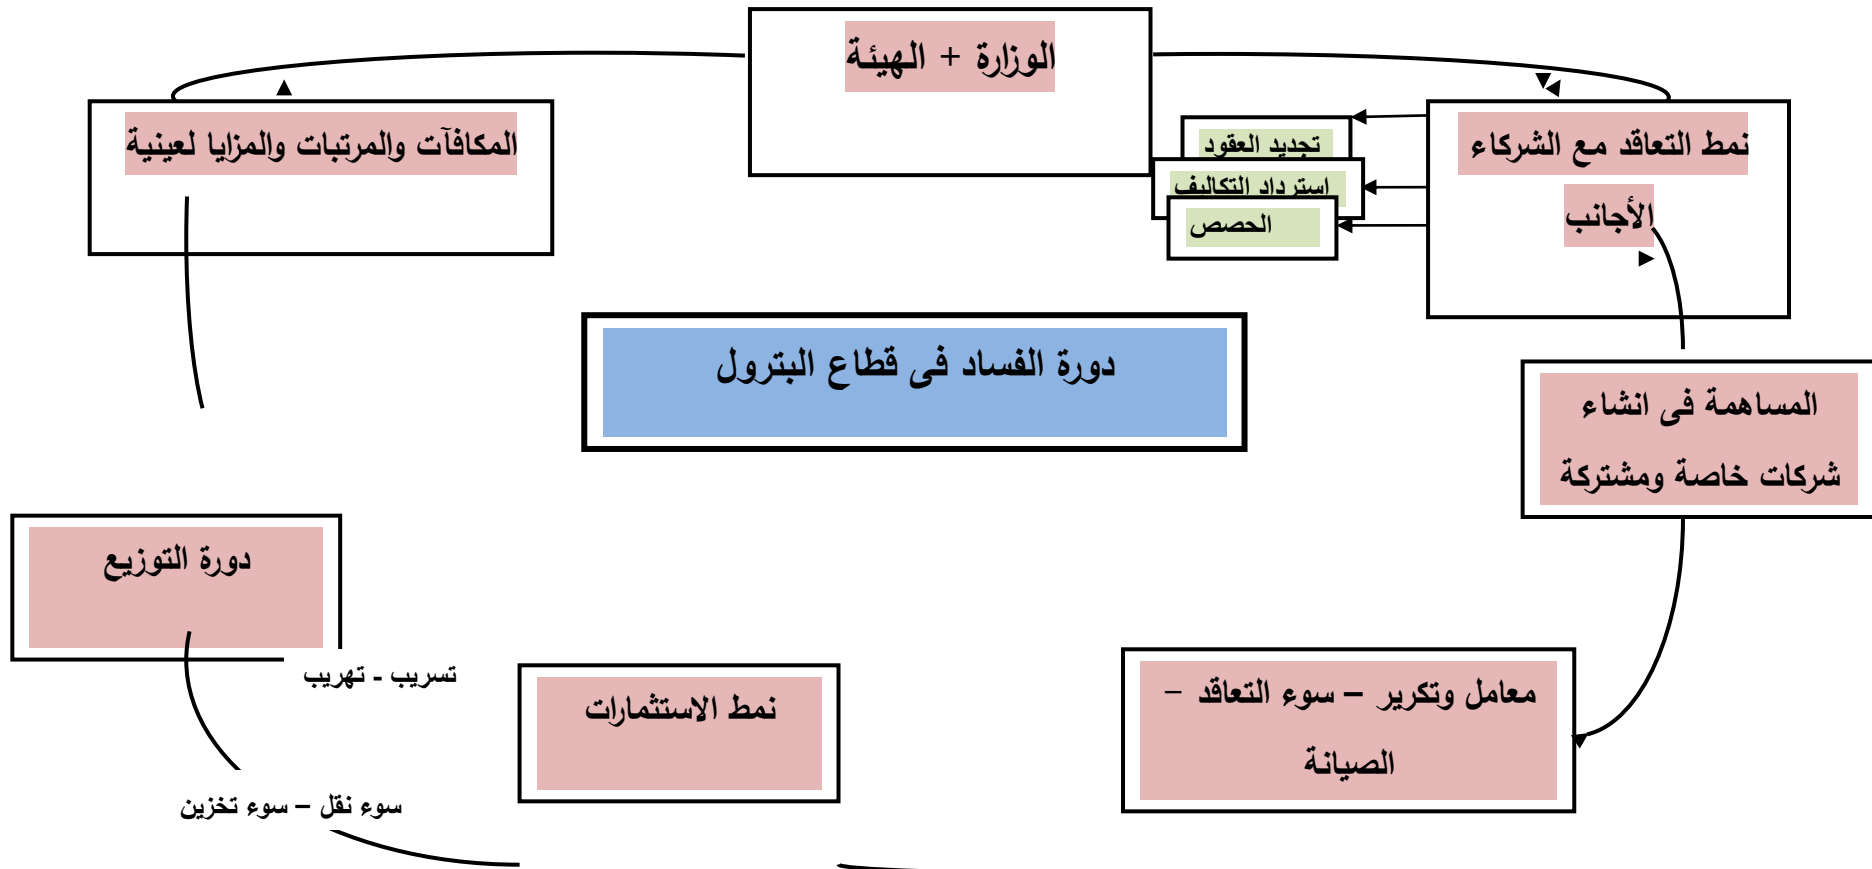 الوزارة + الهيئة
نمط التعاقد مع الشركاء
الأجانب
تجديد العقود
استرداد التكاليف
الحصص
المكافآت والمرتبات والمزايا لعينية
دورة الفساد فى قطاع البترول
المساهمة فى انشاء
شركات خاصة ومشتركة
دورة التوزيع
تسريب - تهريب
معامل وتكرير – سوء التعاقد –
الصيانة
نمط الاستثمارات
سوء نقل – سوء تخزين